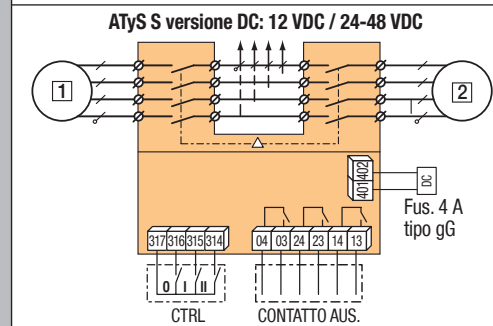 ATyS S versione DC: 12 VDC / 24-48 VDC
1
2
401 402
DC
Fus. 4 A
tipo gG
317 316 315 314
04 03 24 23 14 13
0 I II
CTRL
CONTATTO AUS.